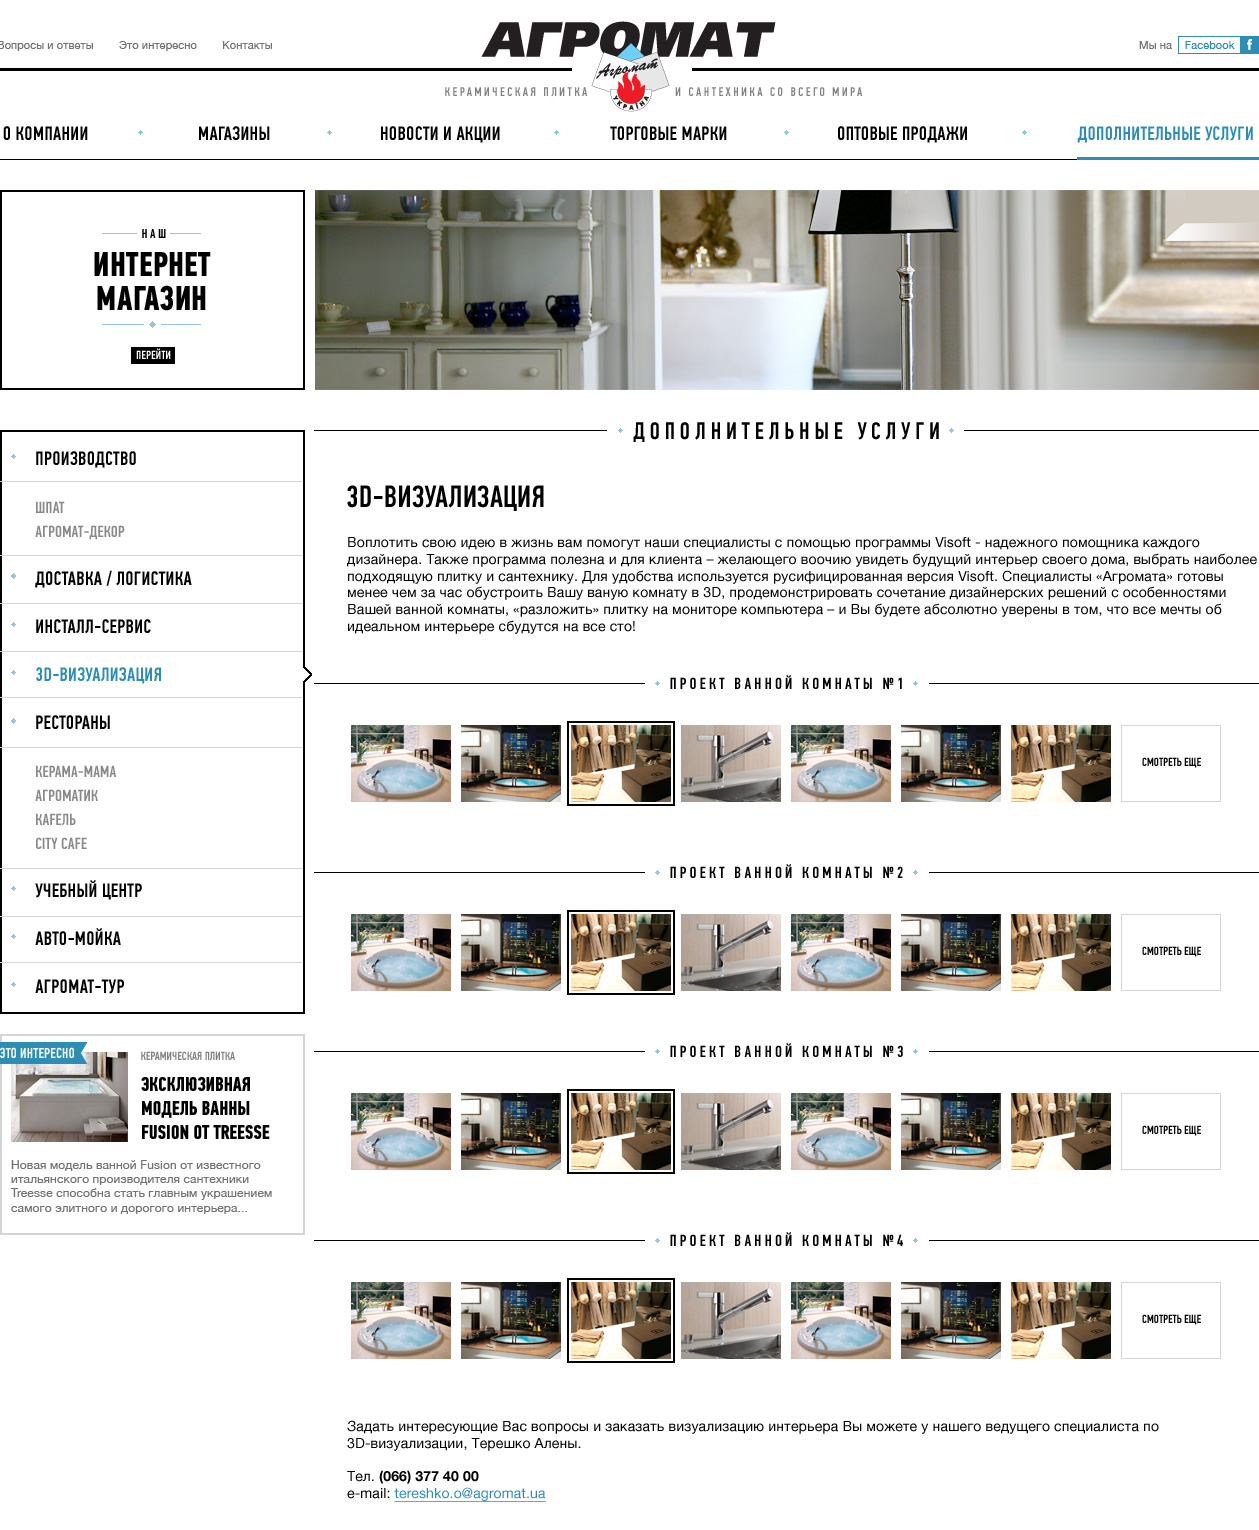 Вопросы и ответы
Это интересно
Контакты
АГРОМАТ
Агромат
УКРАЇНА
Мы на Facebook f
КЕРАМИЧЕСКАЯ ПЛИТКА
И САНТЕХНИКА СО ВСЕГО МИРА
О КОМПАНИИ
МАГАЗИНЫ
НОВОСТИ И АКЦИИ
ТОРГОВЫЕ МАРКИ
ОПТОВЫЕ ПРОДАЖИ
ДОПОЛНИТЕЛЬНЫЕ УСЛУГИ
НАШ
ИНТЕРНЕТ
МАГАЗИН
ПЕРЕЙТИ
ПРОИЗВОДСТВО
ШПАТ
АГРОМАТ-ДЕКОР
ДОСТАВКА / ЛОГИСТИКА
ИНСТАЛЛ-СЕРВИС
3D-ВИЗУАЛИЗАЦИЯ
РЕСТОРАНЫ
КЕРАМА-МАМА
АГРОМАТИК
КАFЕЛЬ
CITY CAFE
УЧЕБНЫЙ ЦЕНТР
АВТО-МОЙКА
АГРОМАТ-ТУР
ЭТО ИНТЕРЕСНО
КЕРАМИЧЕСКАЯ ПЛИТКА
ЭКСКЛЮЗИВНАЯ
МОДЕЛЬ ВАННЫ
FUSION ОТ TREESSE
Новая модель ванной Fusion от известного
итальянского производителя сантехники
Treesse способна стать главным украшением
самого элитного и дорогого интерьера...
ДОПОЛНИТЕЛЬНЫЕ УСЛУГИ
3D-ВИЗУАЛИЗАЦИЯ
Воплотить свою идею в жизнь вам помогут наши специалисты с помощью программы Visoft - надежного помощника каждого
дизайнера. Также программа полезна и для клиента – желающего воочию увидеть будущий интерьер своего дома, выбрать наиболее
подходящую плитку и сантехнику. Для удобства используется русифицированная версия Visoft. Специалисты «Агромата» готовы
менее чем за час обустроить Вашу ваную комнату в 3D, продемонстрировать сочетание дизайнерских решений с особенностями
Вашей ванной комнаты, «разложить» плитку на мониторе компьютера – и Вы будете абсолютно уверены в том, что все мечты об
идеальном интерьере сбудутся на все сто!
ПРОЕКТ ВАННОЙ КОМНАТЫ №1
СМОТРЕТЬ ЕЩЕ
ПРОЕКТ ВАННОЙ КОМНАТЫ №2
СМОТРЕТЬ ЕЩЕ
ПРОЕКТ ВАННОЙ КОМНАТЫ №3
СМОТРЕТЬ ЕЩЕ
ПРОЕКТ ВАННОЙ КОМНАТЫ №4
СМОТРЕТЬ ЕЩЕ
Задать интересующие Вас вопросы и заказать визуализацию интерьера Вы можете у нашего ведущего специалиста по
3D-визуализации, Терешко Алены.
Тел. (066) 377 40 00
e-mail: tereshko.o@agromat.ua